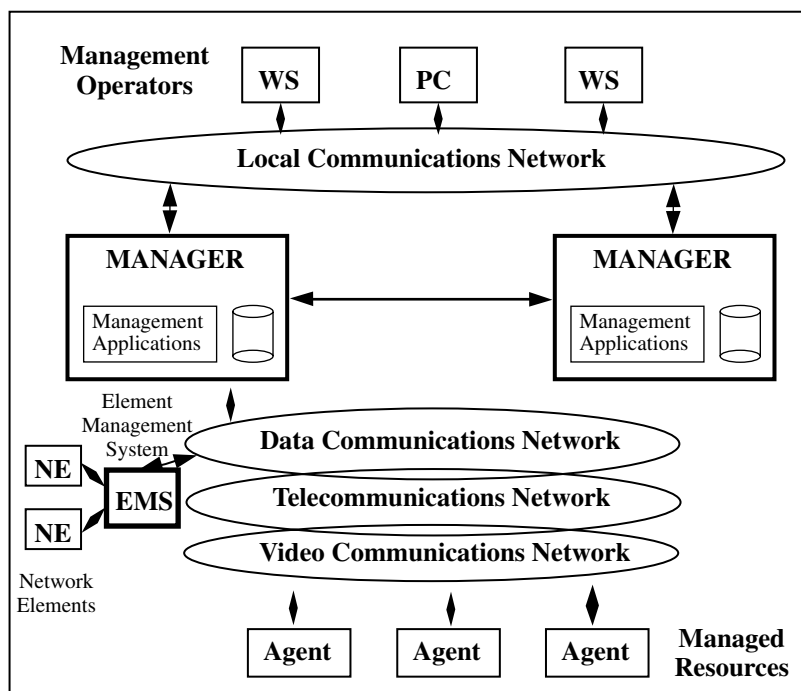 Management
Operators
WS
PC
WS
Local Communications Network
MANAGER
Management
Applications
MANAGER
Management
Applications
Element
Management
System
Data Communications Network
NE
EMS
Telecommunications Network
NE
Video Communications Network
Network
Elements
Agent
Agent
Agent
Managed
Resources